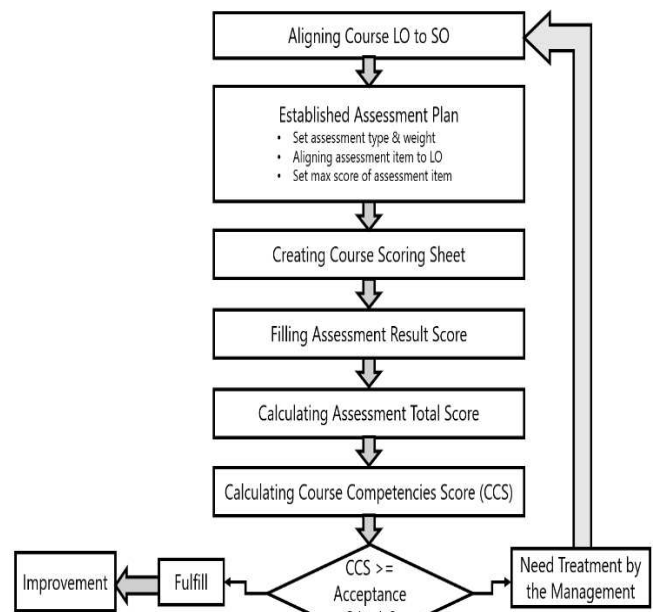 Aligning Course LO to SO
Established Assessment Plan
• Set assessment type & weight
• Aligning assessment item to LO
• Set max score of assessment item
Creating Course Scoring Sheet
Filling Assessment Result Score
Calculating Assessment Total Score
Calculating Course Competencies Score (CCS)
CCS >=
Acceptance
Improvement
Fulfill
Need Treatment by
the Management